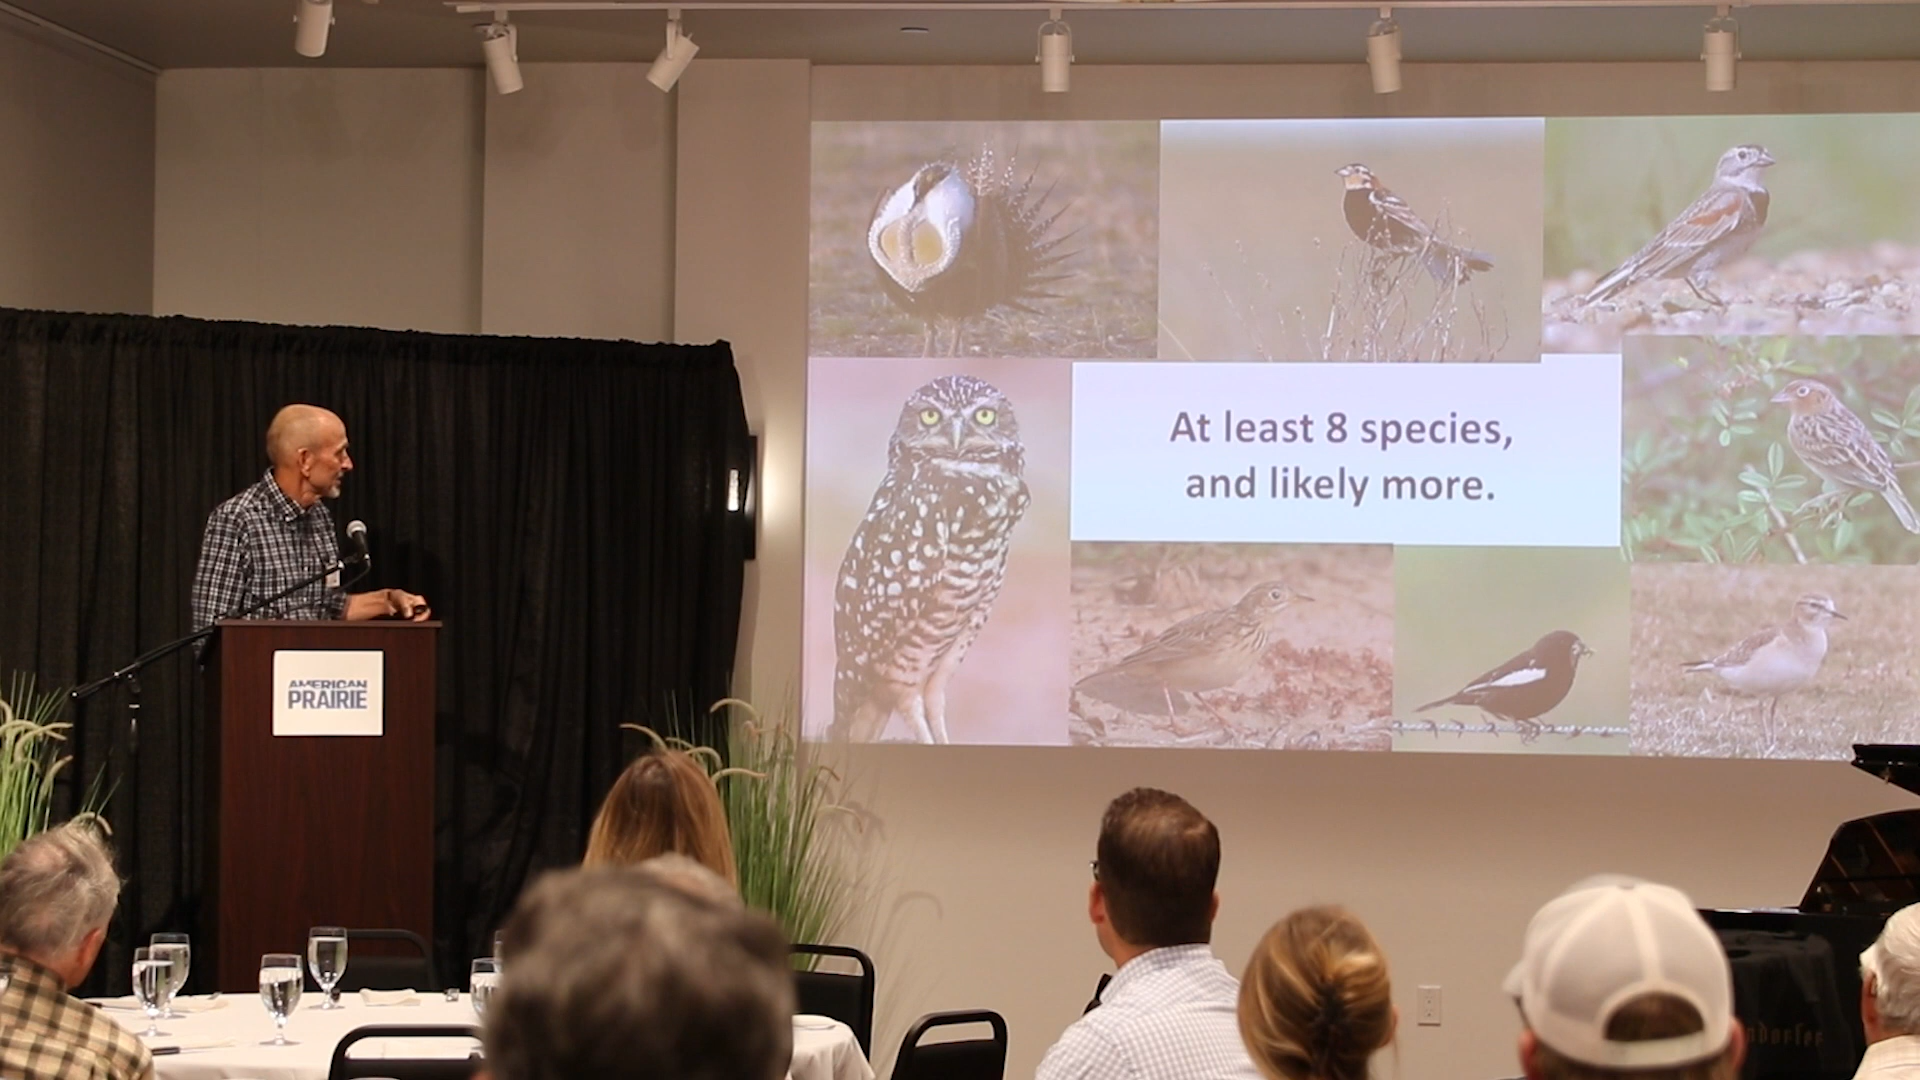 AMERICAN
PRAIRIE
At least 8 species,
and likely more.